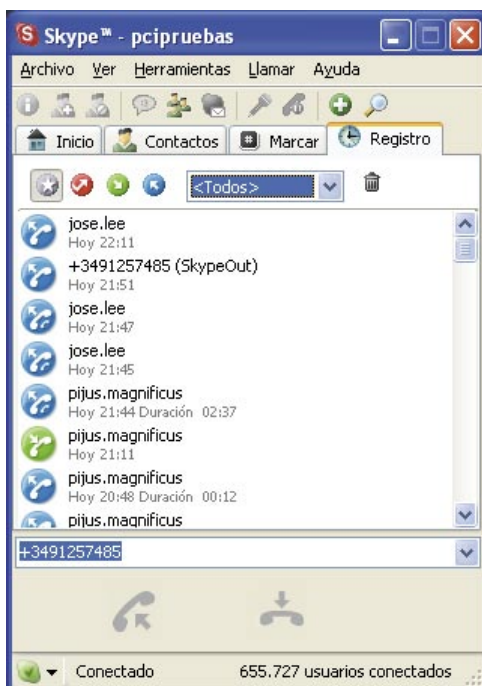 Skype™ - pcipruebas
Archivo Ver Herramientas Llamar Ayuda
Inicio Contactos Marcar Registro
<Todos>
jose.lee
Hoy 22:11
+3491257485 (SkypeOut)
Hoy 21:51
jose.lee
Hoy 21:47
jose.lee
Hoy 21:45
pijus.magnificus
Hoy 21:44 Duración 02:37
pijus.magnificus
Hoy 21:11
pijus.magnificus
Hoy 20:48 Duración 00:12
pijus.magnificus
+3491257485
Conectado 655.727 usuarios conectados